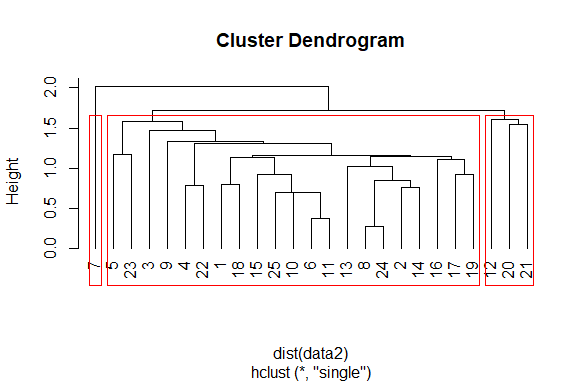 Cluster Dendrogram
Height
2.0
1.5
1.0
0.5
0.0
7 5 23 3 9 4 22 1 18 15 25 10 6 11 13 8 24 2 14 16 17 19 12 20 21
dist(data2)
hclust (*, "single")